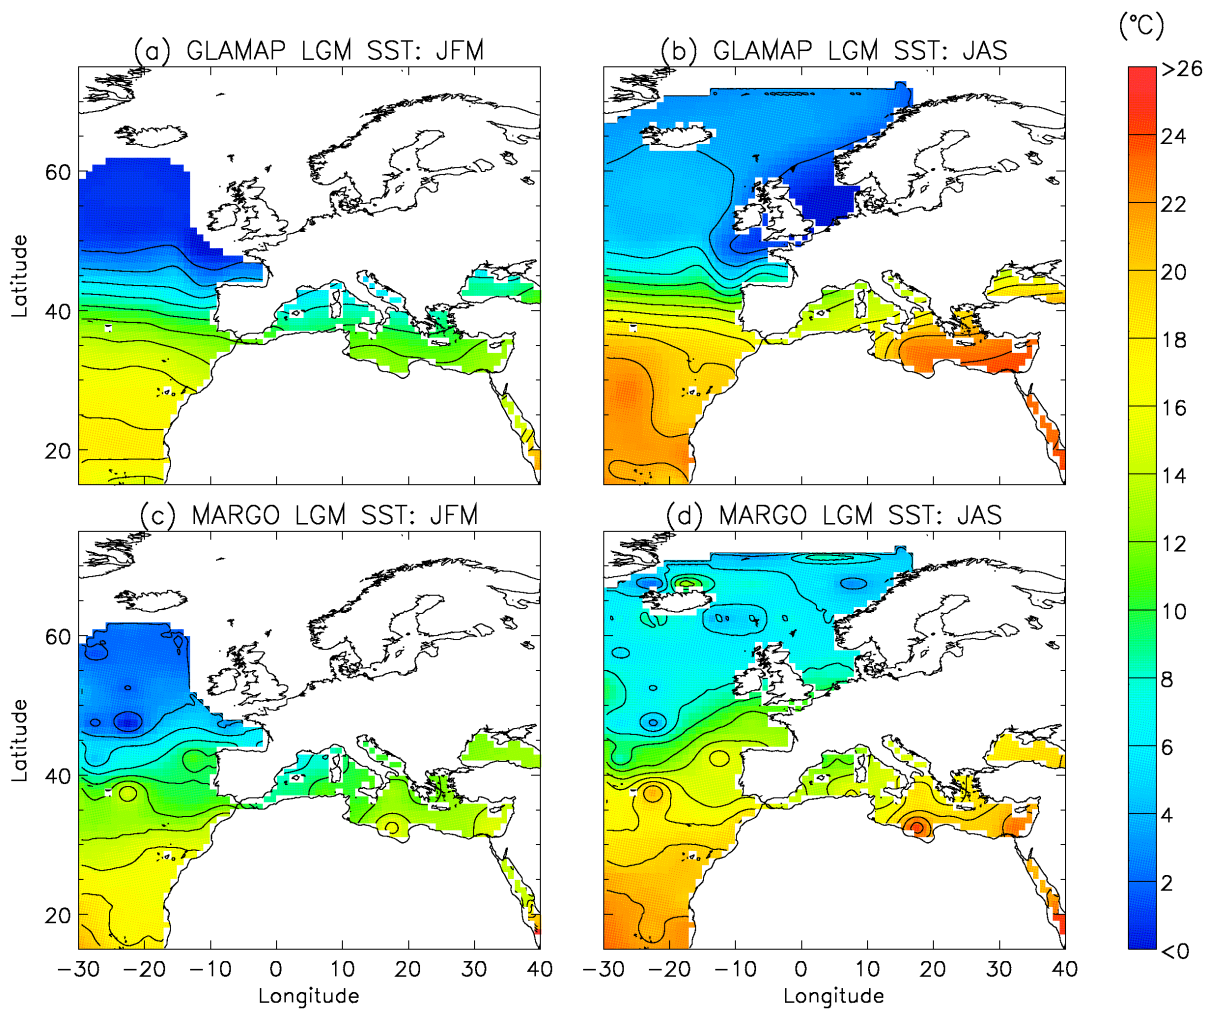 (°C)
(a) GLAMAP LGM SST: JFM
(b) GLAMAP LGM SST: JAS
>26
24
22
20
18
16
14
12
10
8
6
4
2
<0
60
40
20
Latitude
(c) MARGO LGM SST: JFM
(d) MARGO LGM SST: JAS
60
40
20
Latitude
−30 −20 −10 0 10 20 30 40
−30 −20 −10 0 10 20 30 40
Longitude
Longitude